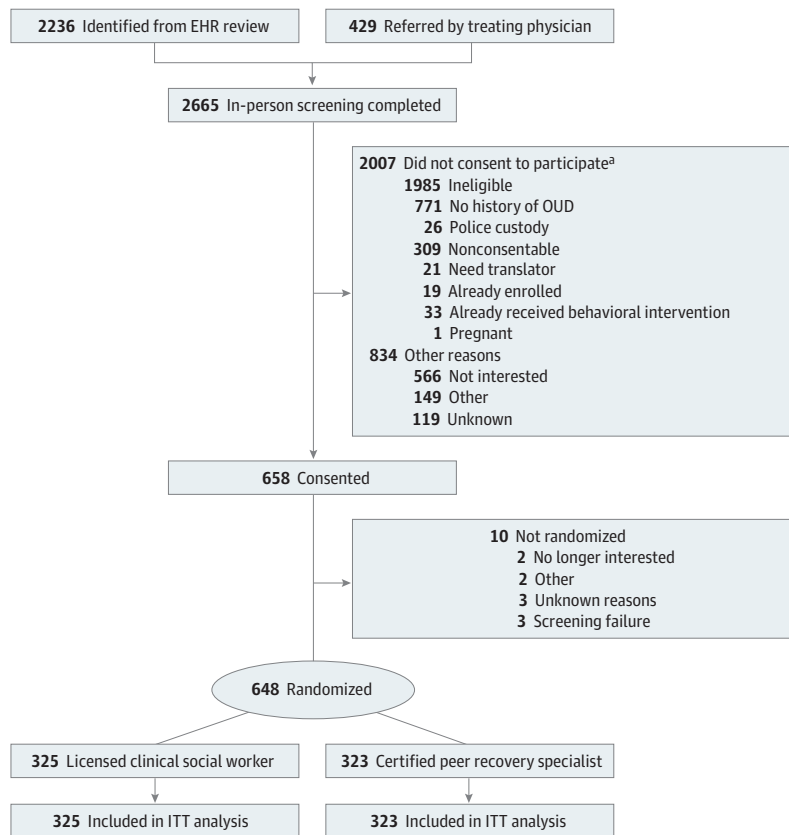 2236 Identified from EHR review
429 Referred by treating physician
2665 In-person screening completed
2007 Did not consent to participateᵃ
1985 Ineligible
771 No history of OUD
26 Police custody
309 Nonconsentable
21 Need translator
19 Already enrolled
33 Already received behavioral intervention
1 Pregnant
834 Other reasons
566 Not interested
149 Other
119 Unknown
658 Consented
10 Not randomized
2 No longer interested
2 Other
3 Unknown reasons
3 Screening failure
648 Randomized
325 Licensed clinical social worker
323 Certified peer recovery specialist
325 Included in ITT analysis
323 Included in ITT analysis